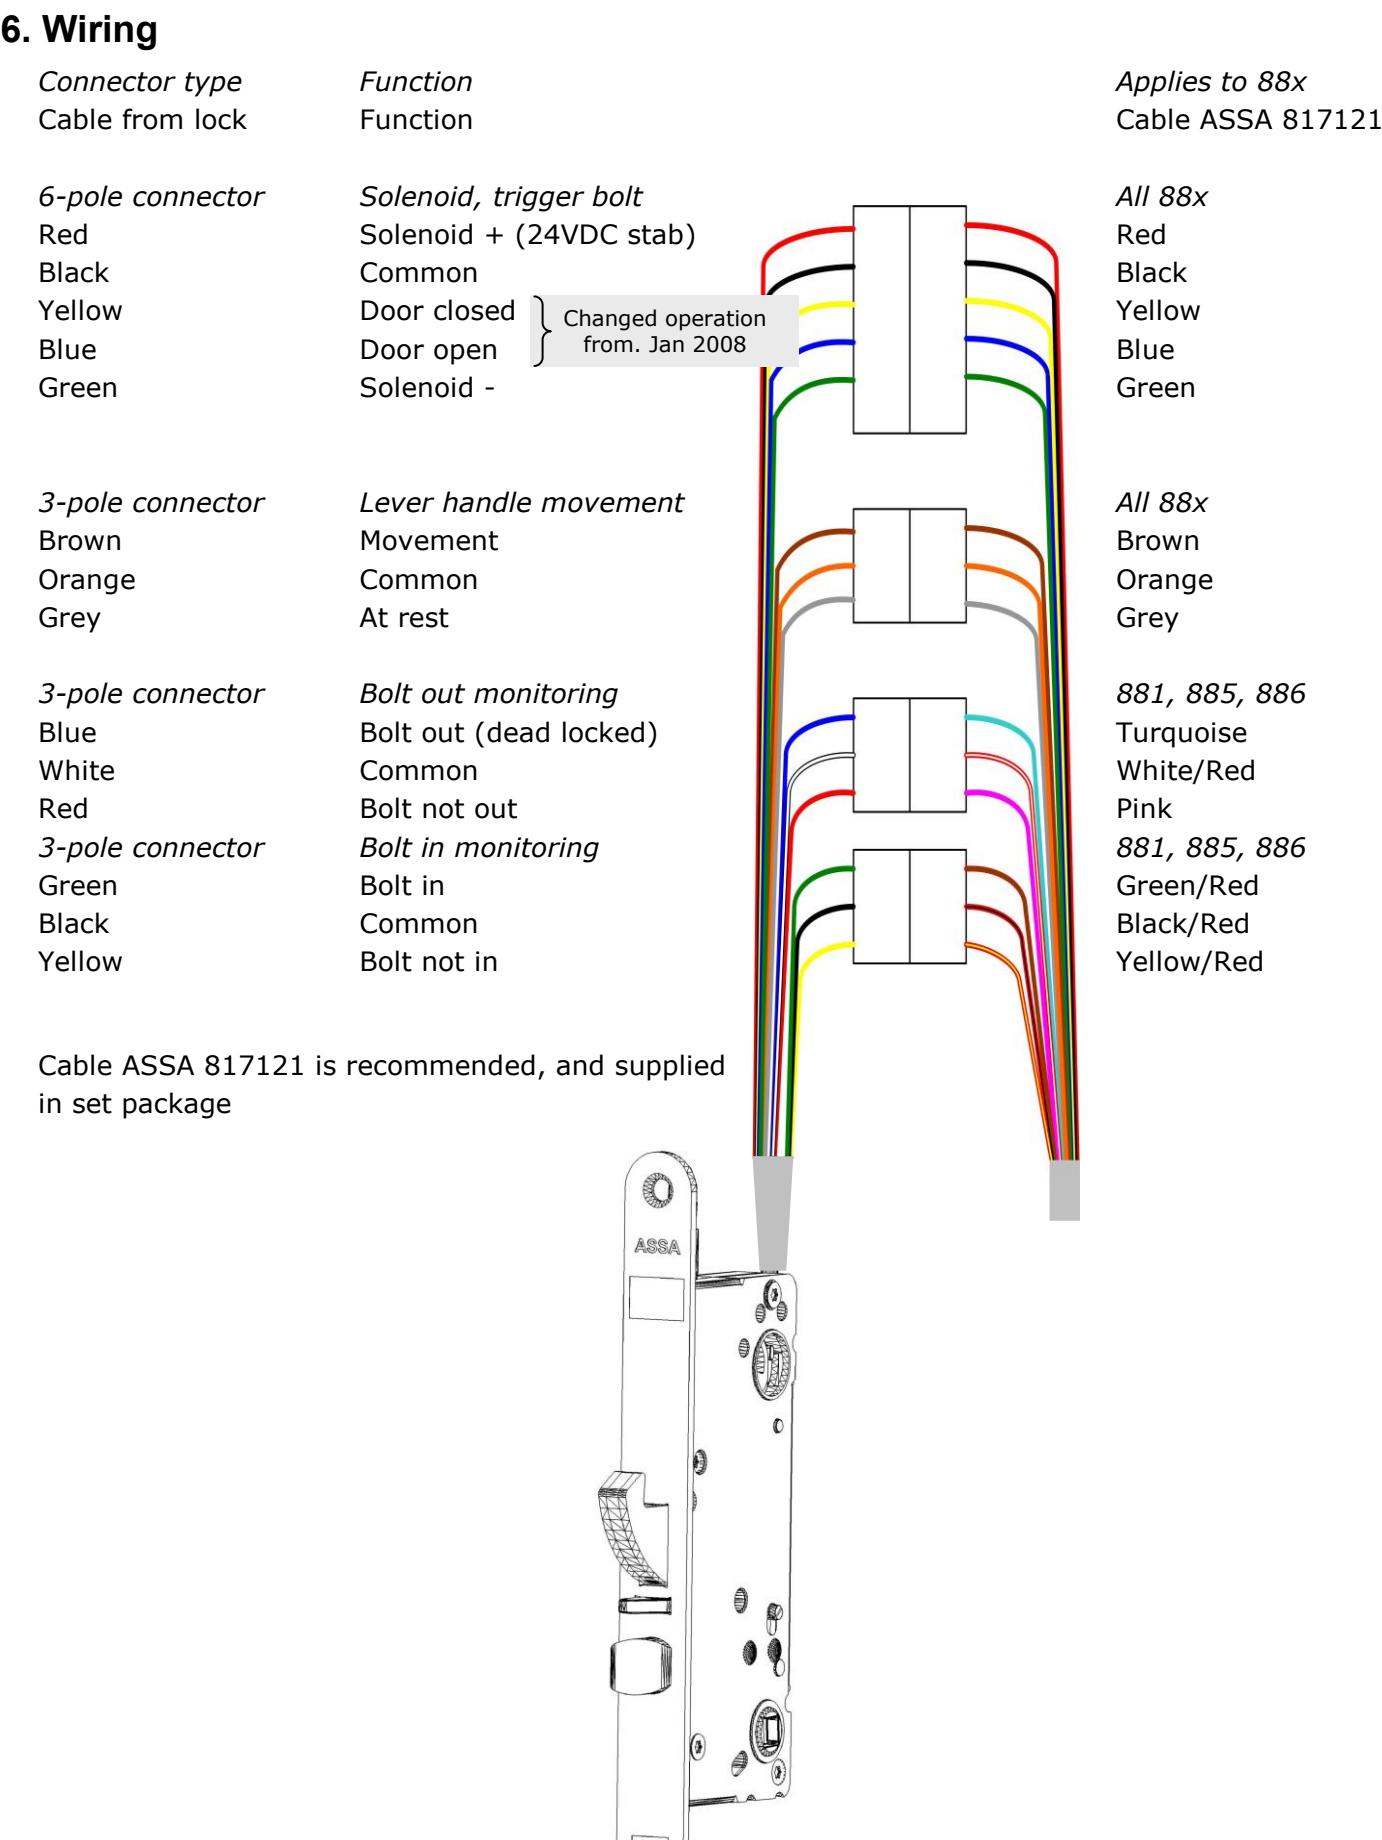 6. Wiring
Connector type Function Applies to 88x
Cable from lock Function Cable ASSA 817121
6-pole connector Solenoid, trigger bolt All 88x
Red Solenoid + (24VDC stab) Red
Black Common Black
Yellow Door closed Yellow
Changed operation
from. Jan 2008
Blue Door open Blue
Green Solenoid - Green
3-pole connector Lever handle movement All 88x
Brown Movement Brown
Orange Common Orange
Grey At rest Grey
3-pole connector Bolt out monitoring 881, 885, 886
Blue Bolt out (dead locked) Turquoise
White Common White/Red
Red Bolt not out Pink
3-pole connector Bolt in monitoring 881, 885, 886
Green Bolt in Green/Red
Black Common Black/Red
Yellow Bolt not in Yellow/Red
Cable ASSA 817121 is recommended, and supplied
in set package
ASSA